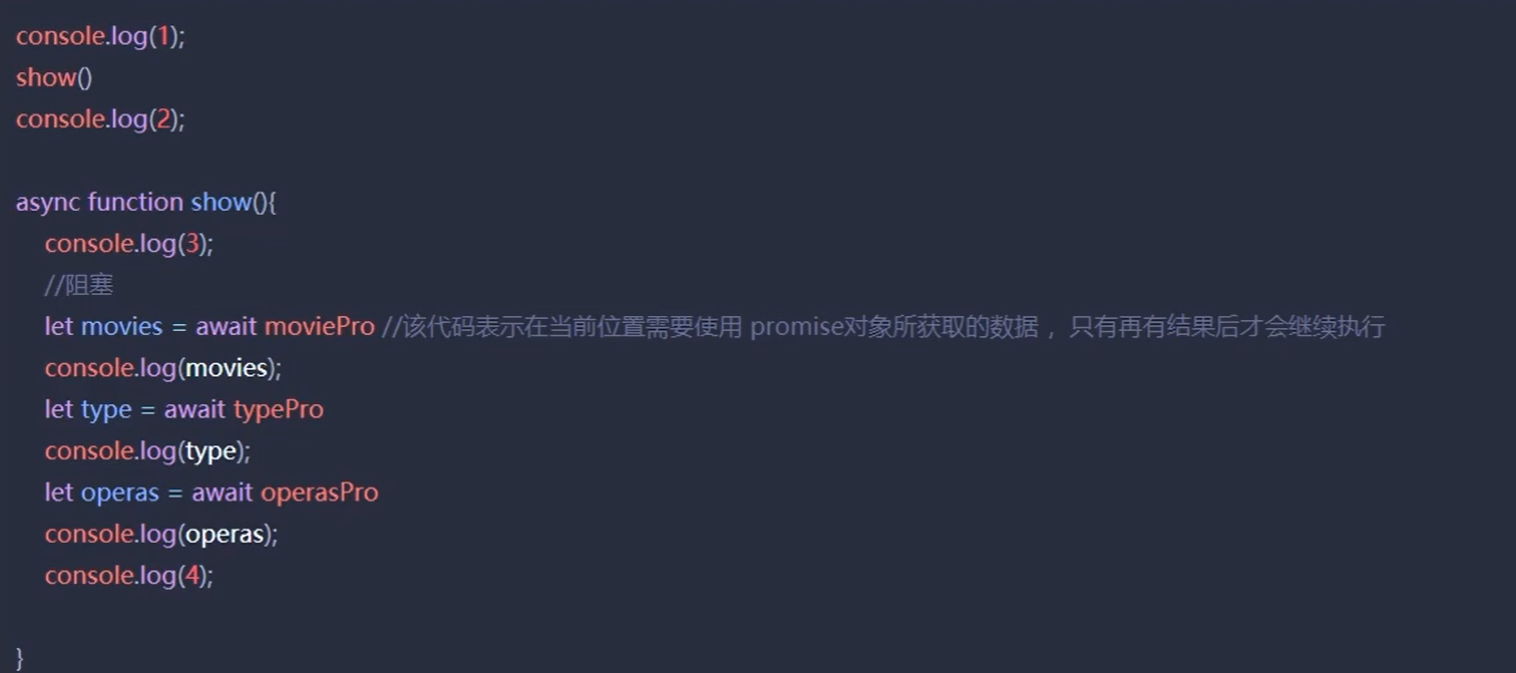 console.log(1);
show()
console.log(2);
async function show(){
console.log(3);
//阻塞
let movies = await moviePro //该代码表示在当前位置需要使用 promise对象所获取的数据 ，只有再有结果后才会继续执行
console.log(movies);
let type = await typePro
console.log(type);
let operas = await operasPro
console.log(operas);
console.log(4);
}